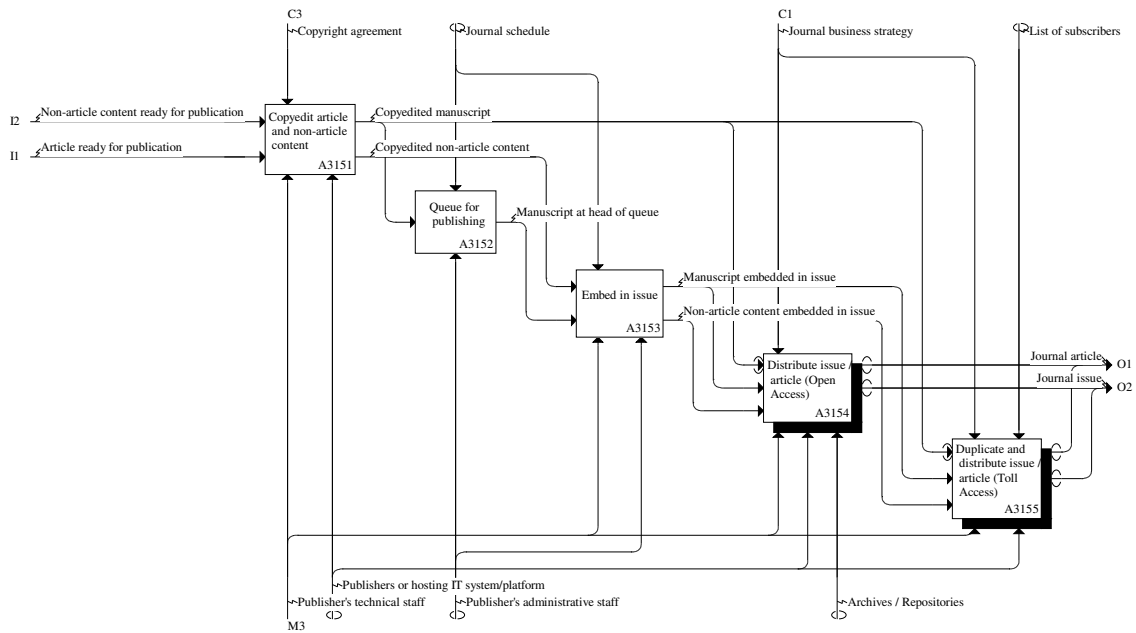 C3
C1
Copyright agreement
Journal schedule
Journal business strategy
List of subscribers
I2
Non-article content ready for publication
I1
Article ready for publication
Copyedit article
and non-article
content
A3151
Copyedited manuscript
Copyedited non-article content
Queue for
publishing
A3152
Manuscript at head of queue
Embed in issue
A3153
Manuscript embedded in issue
Non-article content embedded in issue
Distribute issue /
article (Open
Access)
A3154
Journal article
O1
Journal issue
O2
Duplicate and
distribute issue /
article (Toll
Access)
A3155
Publishers or hosting IT system/platform
Publisher's technical staff
Publisher's administrative staff
Archives / Repositories
M3